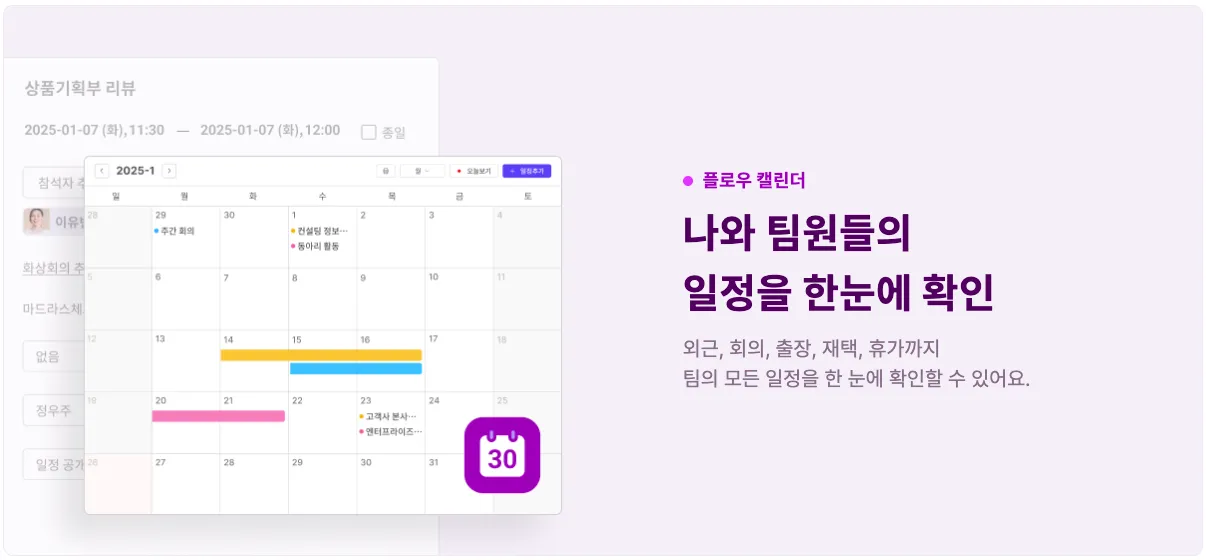 상품기획부 리뷰
2025-01-07 (화), 11:30 — 2025-01-07 (화), 12:00 종일
참석자 추
이유
화상회의 추
마드라스체
없음
정우주
일정 공개
2025-1
월 오늘보기 + 일정추가
일 월 화 수 목 금 토
28 29 30 1 2 3 4
주간 회의 컨설팅 정보…
동아리 활동
5 6 7 8 9 10 11
12 13 14 15 16 17 18
19 20 21 22 23 24 25
고객사 본사…
엔터프라이즈…
26 27 28 29 30 31
30
플로우 캘린더
나와 팀원들의
일정을 한눈에 확인
외근, 회의, 출장, 재택, 휴가까지
팀의 모든 일정을 한 눈에 확인할 수 있어요.